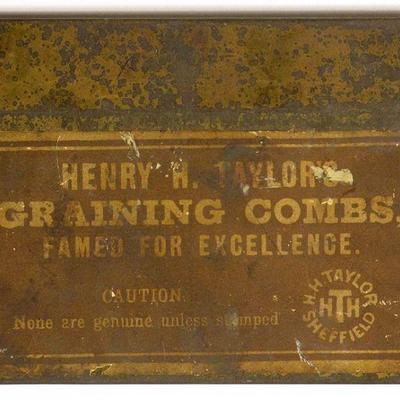 HENRY H. TAYLOR'S
GRAINING COMBS,
FAMED FOR EXCELLENCE.
CAUTION.
None are genuine unless stamped
H. H. TAYLOR
HTH
SHEFFIELD